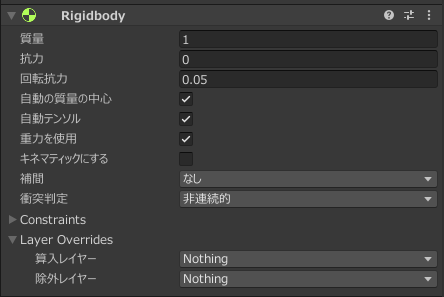 Rigidbody
質量 1
抗力 0
回転抗力 0.05
自動の質量の中心
自動テンソル
重力を使用
キネマティックにする
補間 なし
衝突判定 非連続的
Constraints
Layer Overrides
算入レイヤー Nothing
除外レイヤー Nothing